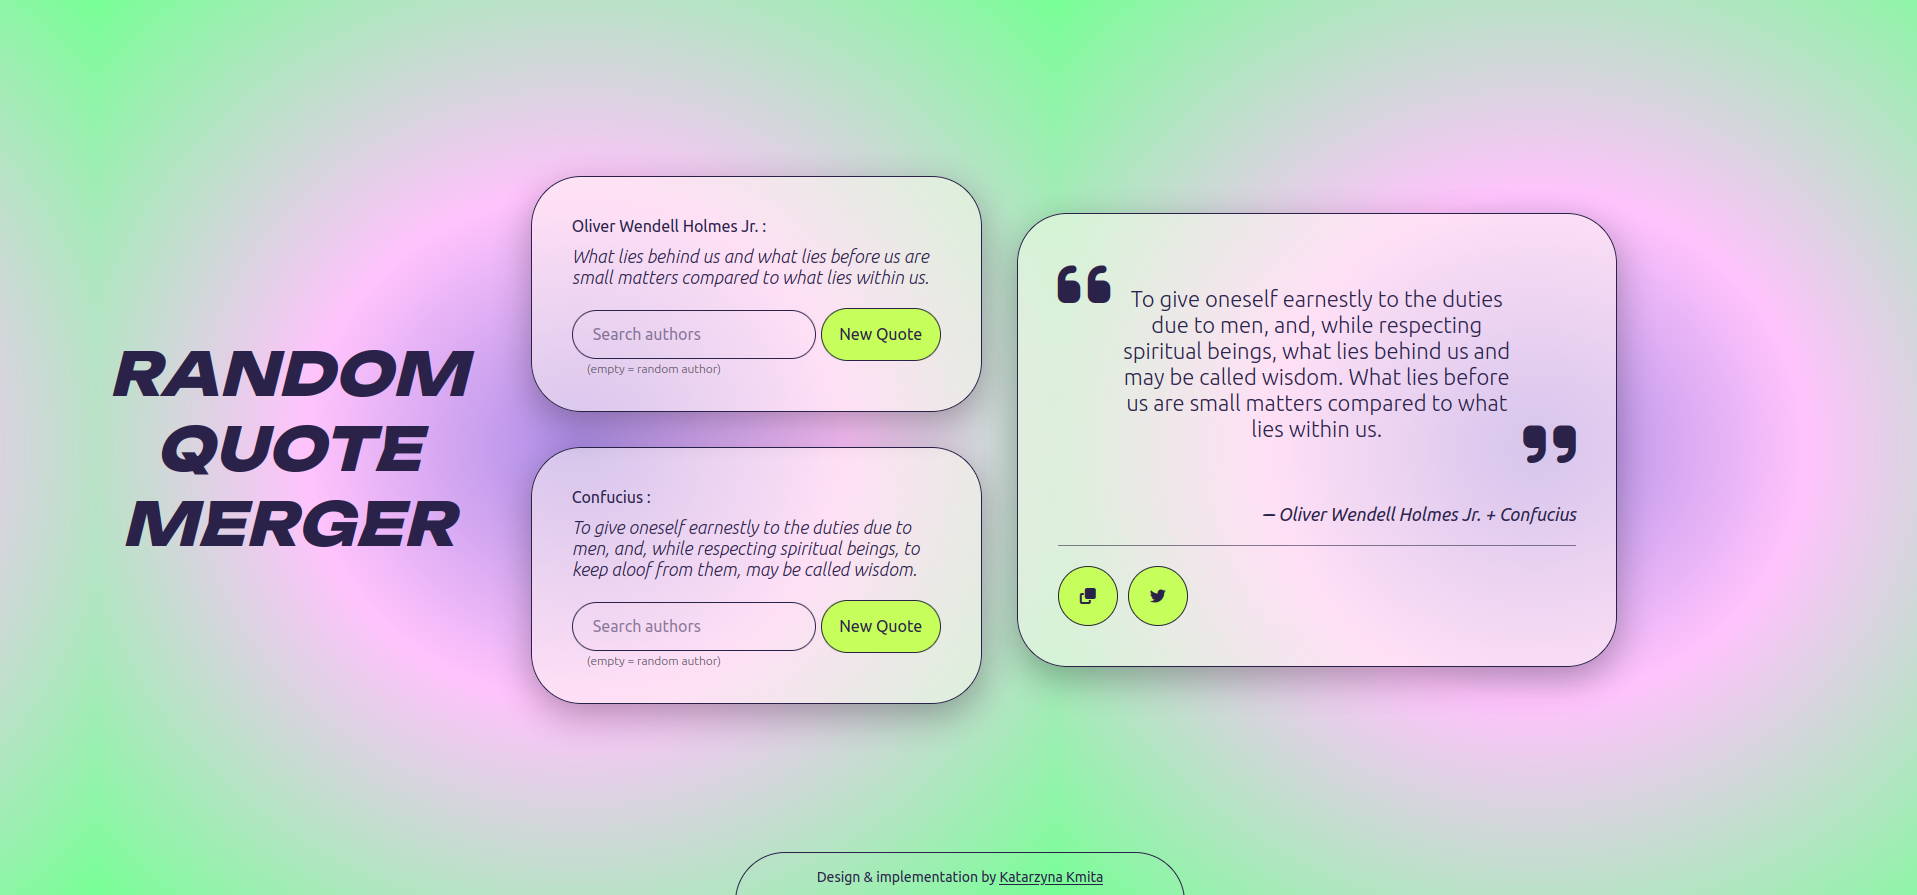 RANDOM
QUOTE
MERGER
Oliver Wendell Holmes Jr. :
What lies behind us and what lies before us are
small matters compared to what lies within us.
Search authors
New Quote
(empty = random author)
Confucius :
To give oneself earnestly to the duties due to
men, and, while respecting spiritual beings, to
keep aloof from them, may be called wisdom.
Search authors
New Quote
(empty = random author)
To give oneself earnestly to the duties
due to men, and, while respecting
spiritual beings, what lies behind us and
may be called wisdom. What lies before
us are small matters compared to what
lies within us.
— Oliver Wendell Holmes Jr. + Confucius
Design & implementation by Katarzyna Kmita